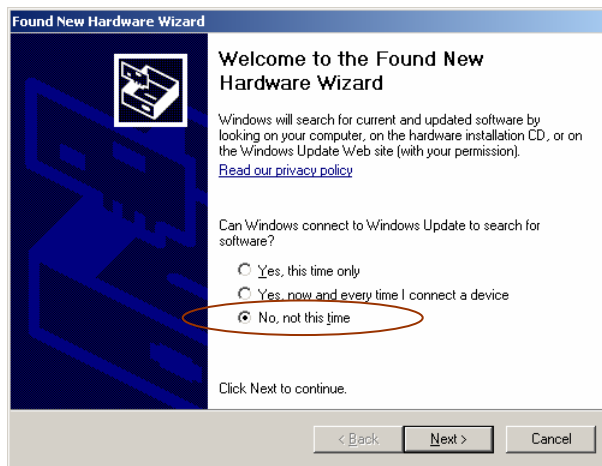 Found New Hardware Wizard
Welcome to the Found New
Hardware Wizard
Windows will search for current and updated software by
looking on your computer, on the hardware installation CD, or on
the Windows Update Web site (with your permission).
Read our privacy policy
Can Windows connect to Windows Update to search for
software?
Yes, this time only
Yes, now and every time I connect a device
No, not this time
Click Next to continue.
< Back Next > Cancel